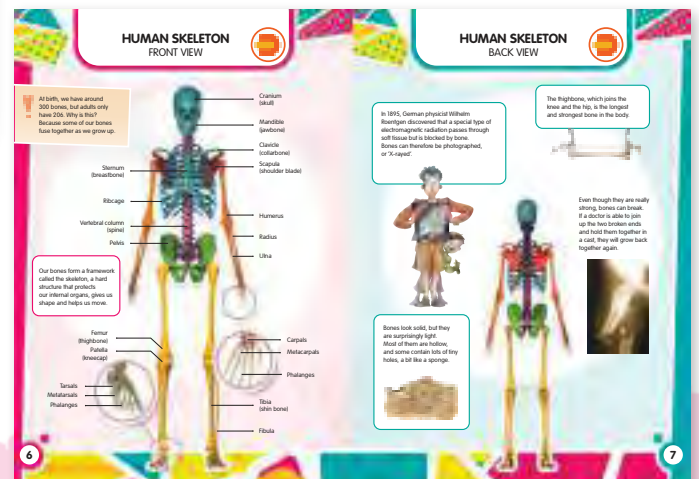 HUMAN SKELETON
FRONT VIEW
At birth, we have around
300 bones, but adults only
have 206. Why is this?
Because some of our bones
fuse together as we grow up.
Cranium
(skull)
Mandible
(jawbone)
Clavicle
(collarbone)
Scapula
(shoulder blade)
Sternum
(breastbone)
Ribcage
Vertebral column
(spine)
Pelvis
Humerus
Radius
Ulna
Our bones form a framework
called the skeleton, a hard
structure that protects
our internal organs, gives us
shape and helps us move.
Femur
(thighbone)
Patella
(kneecap)
Tarsals
Metatarsals
Phalanges
Carpals
Metacarpals
Phalanges
Tibia
(shin bone)
Fibula
6
HUMAN SKELETON
BACK VIEW
In 1895, German physicist Wilhelm
Roentgen discovered that a special type of
electromagnetic radiation passes through
soft tissue but is blocked by bone.
Bones can therefore be photographed,
or 'X-rayed'.
The thighbone, which joins the
knee and the hip, is the longest
and strongest bone in the body.
Even though they are really
strong, bones can break.
If a doctor is able to join
up the two broken ends
and hold them together in
a cast, they will grow back
together again.
Bones look solid, but they
are surprisingly light.
Most of them are hollow,
and some contain lots of tiny
holes, a bit like a sponge.
7